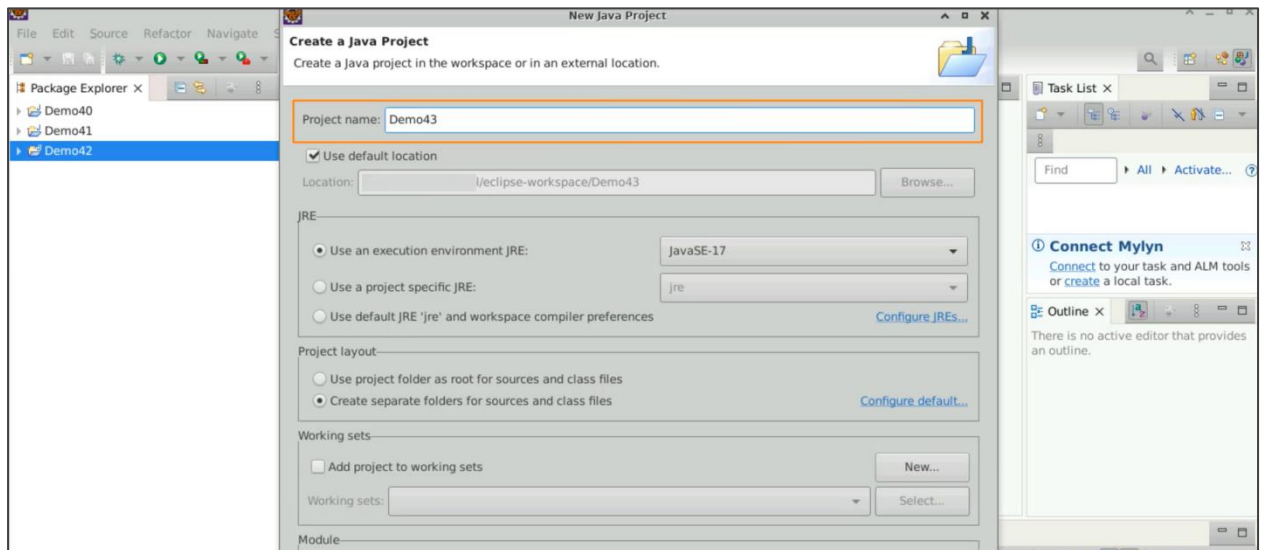 New Java Project
File Edit Source Refactor Navigate
Create a Java Project
Create a Java project in the workspace or in an external location.
Package Explorer
Demo40
Demo41
Demo42
Project name: Demo43
Use default location
Location: l/eclipse-workspace/Demo43 Browse...
JRE
Use an execution environment JRE: JavaSE-17
Use a project specific JRE: jre
Use default JRE 'jre' and workspace compiler preferences Configure JREs...
Project layout
Use project folder as root for sources and class files
Create separate folders for sources and class files Configure default...
Working sets
Add project to working sets New...
Working sets: Select...
Module
Task List
Find All Activate...
Connect Mylyn
Connect to your task and ALM tools
or create a local task.
Outline
There is no active editor that provides
an outline.